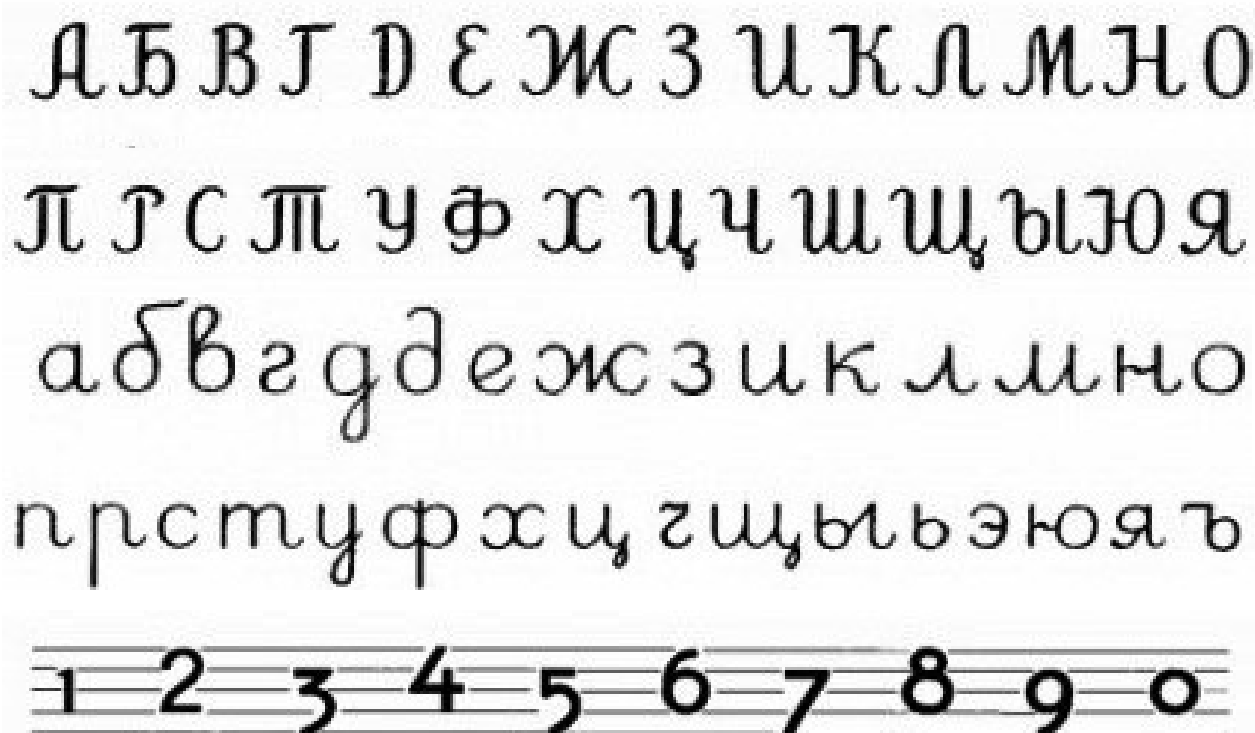 А Б В Г Д Е Ж З И К Л М Н О
П Р С Т У Ф Х Ц Ч Ш Щ Ы Ю Я
а б в г д д е ж з и к л м н о
п р с т у ф х ц ч щ ы ь э ю я ъ
1 2 3 4 5 6 7 8 9 0